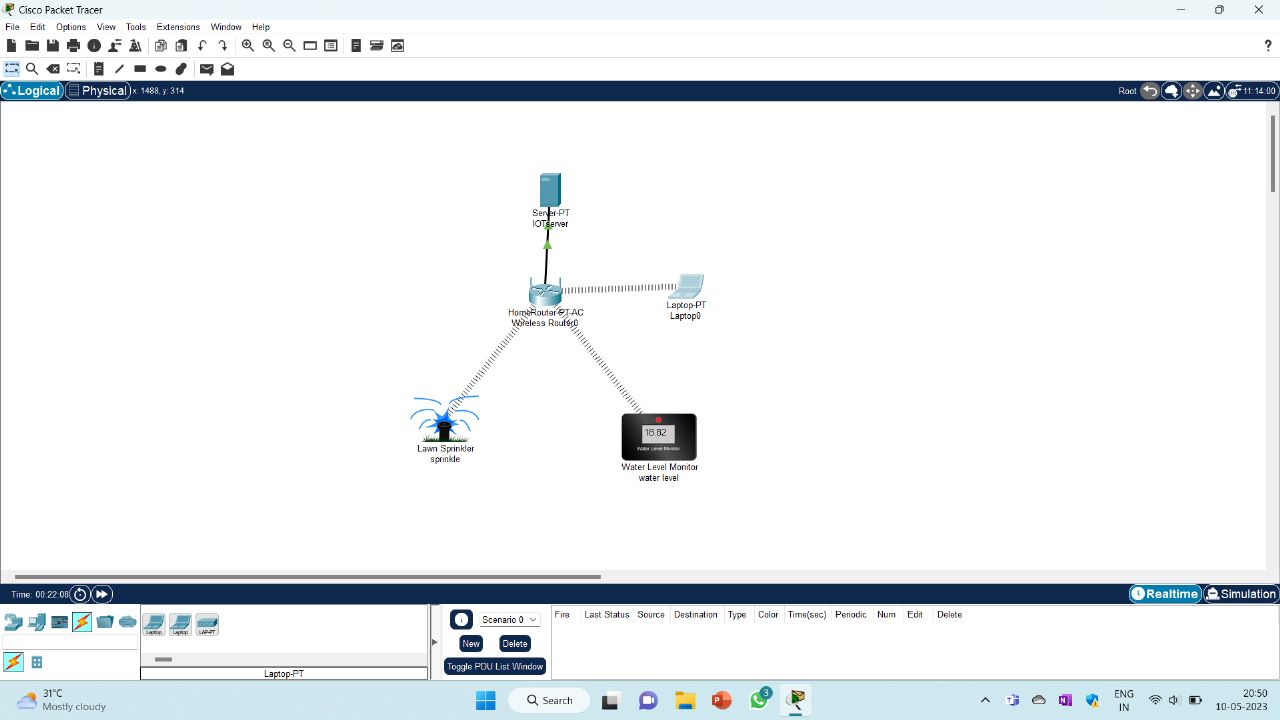 Cisco Packet Tracer
File Edit Options View Tools Extensions Window Help
?
Logical Physical x: 1488, y: 314 Root 11:14:00
Server-PT
IOTserver
HomeRouter-PT-AC
Wireless Router0
Laptop-PT
Laptop0
Lawn Sprinkler
sprinkle
18.82
Water Level Monitor
Water Level Monitor
water level
Time: 00:22:08 Realtime Simulation
Scenario 0
New Delete
Toggle PDU List Window
Fire Last Status Source Destination Type Color Time(sec) Periodic Num Edit Delete
Laptop Laptop LAP-PT
Laptop-PT
31°C
Mostly cloudy
Search
3
ENG
IN
20:50
10-05-2023